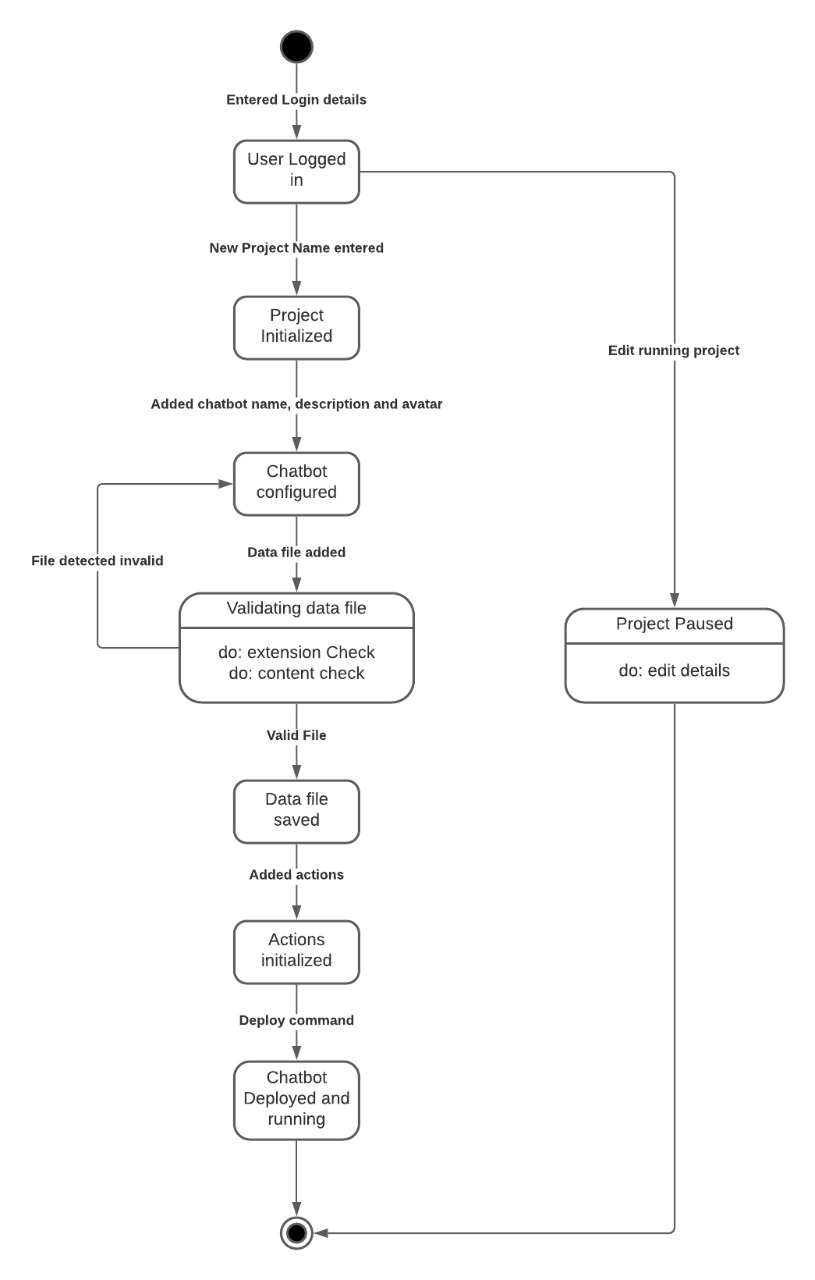 Entered Login details
User Logged
in
New Project Name entered
Project
Initialized
Edit running project
Added chatbot name, description and avatar
Chatbot
configured
Data file added
File detected invalid
Validating data file
do: extension Check
do: content check
Project Paused
do: edit details
Valid File
Data file
saved
Added actions
Actions
initialized
Deploy command
Chatbot
Deployed and
running